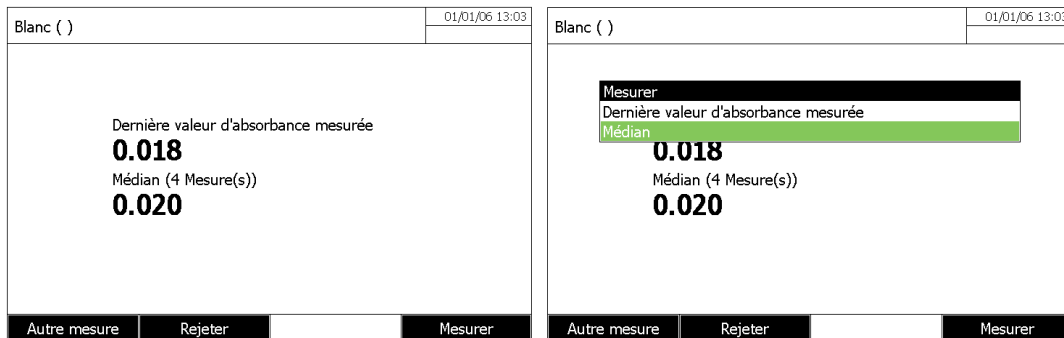 Blanc ( )
01/01/06 13:03
Dernière valeur d'absorbance mesurée
0.018
Médian (4 Mesure(s))
0.020
Autre mesure Rejeter Mesurer
Blanc ( )
01/01/06 13:03
Mesurer
Dernière valeur d'absorbance mesurée
Médian
0.018
Médian (4 Mesure(s))
0.020
Autre mesure Rejeter Mesurer